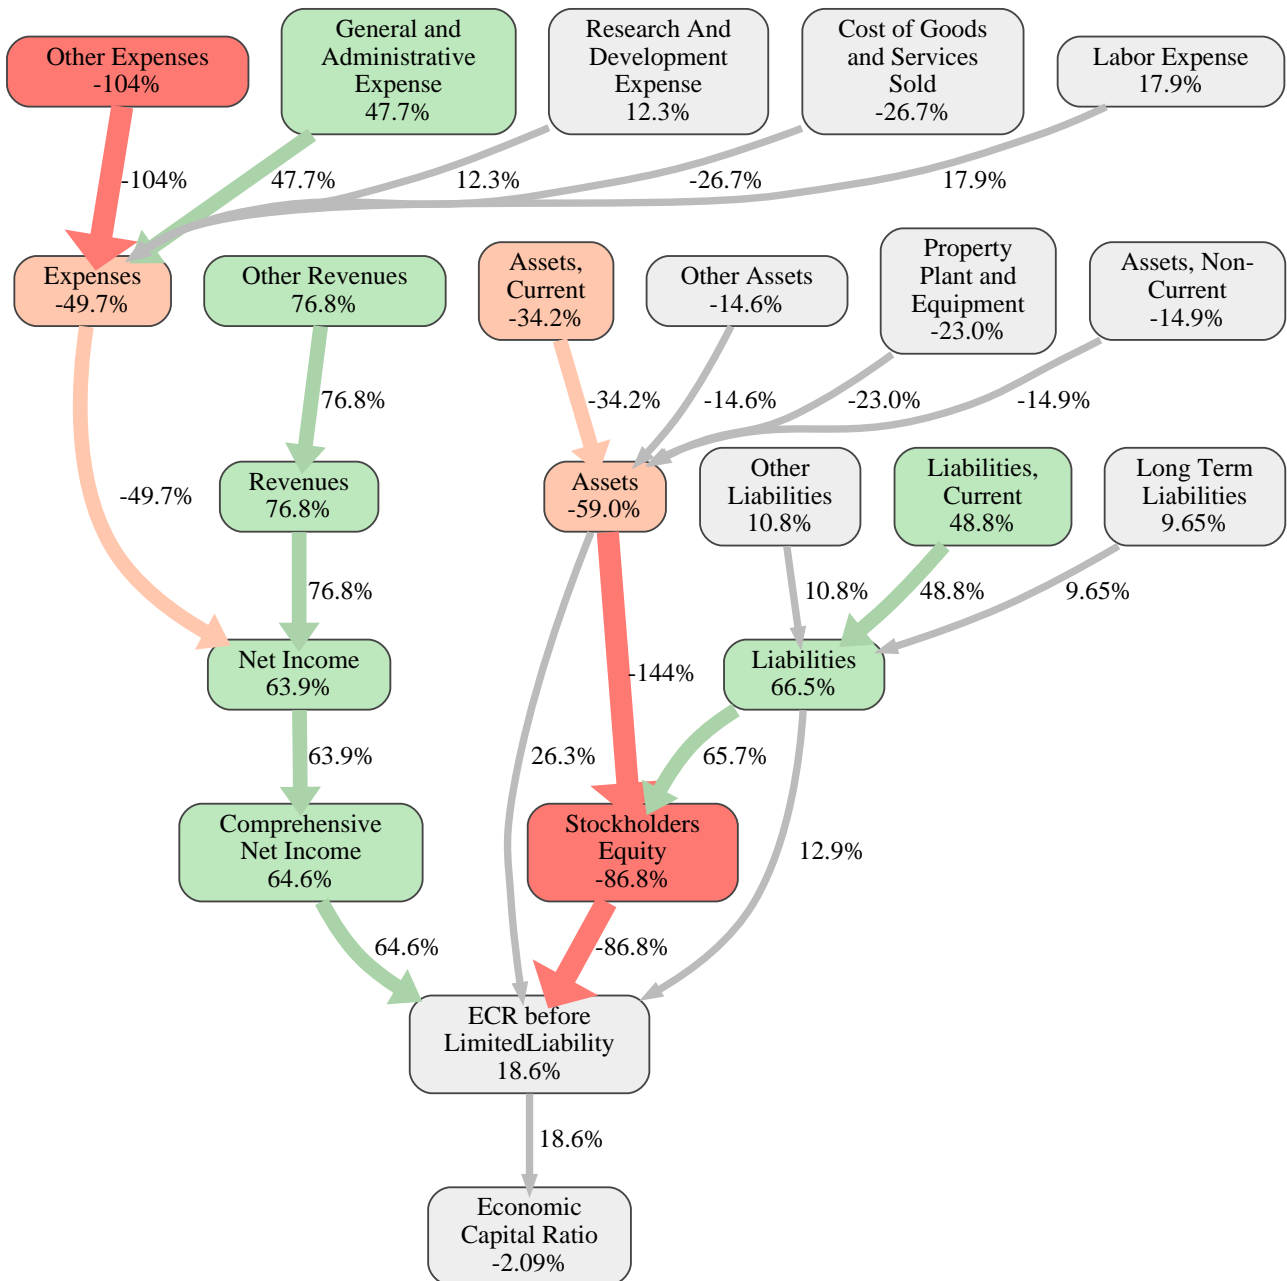 Other Expenses
-104%
General and
Administrative
Expense
47.7%
Research And
Development
Expense
12.3%
Cost of Goods
and Services
Sold
-26.7%
Labor Expense
17.9%
-104%
47.7%
12.3%
-26.7%
17.9%
Expenses
-49.7%
Other Revenues
76.8%
Assets,
Current
-34.2%
Other Assets
-14.6%
Property
Plant and
Equipment
-23.0%
Assets, Non-
Current
-14.9%
76.8%
-34.2%
-14.6%
-23.0%
-14.9%
-49.7%
Revenues
76.8%
Assets
-59.0%
Other
Liabilities
10.8%
Liabilities,
Current
48.8%
Long Term
Liabilities
9.65%
76.8%
10.8%
48.8%
9.65%
Net Income
63.9%
-144%
Liabilities
66.5%
63.9%
26.3%
65.7%
Comprehensive
Net Income
64.6%
Stockholders
Equity
-86.8%
12.9%
64.6%
-86.8%
ECR before
LimitedLiability
18.6%
18.6%
Economic
Capital Ratio
-2.09%